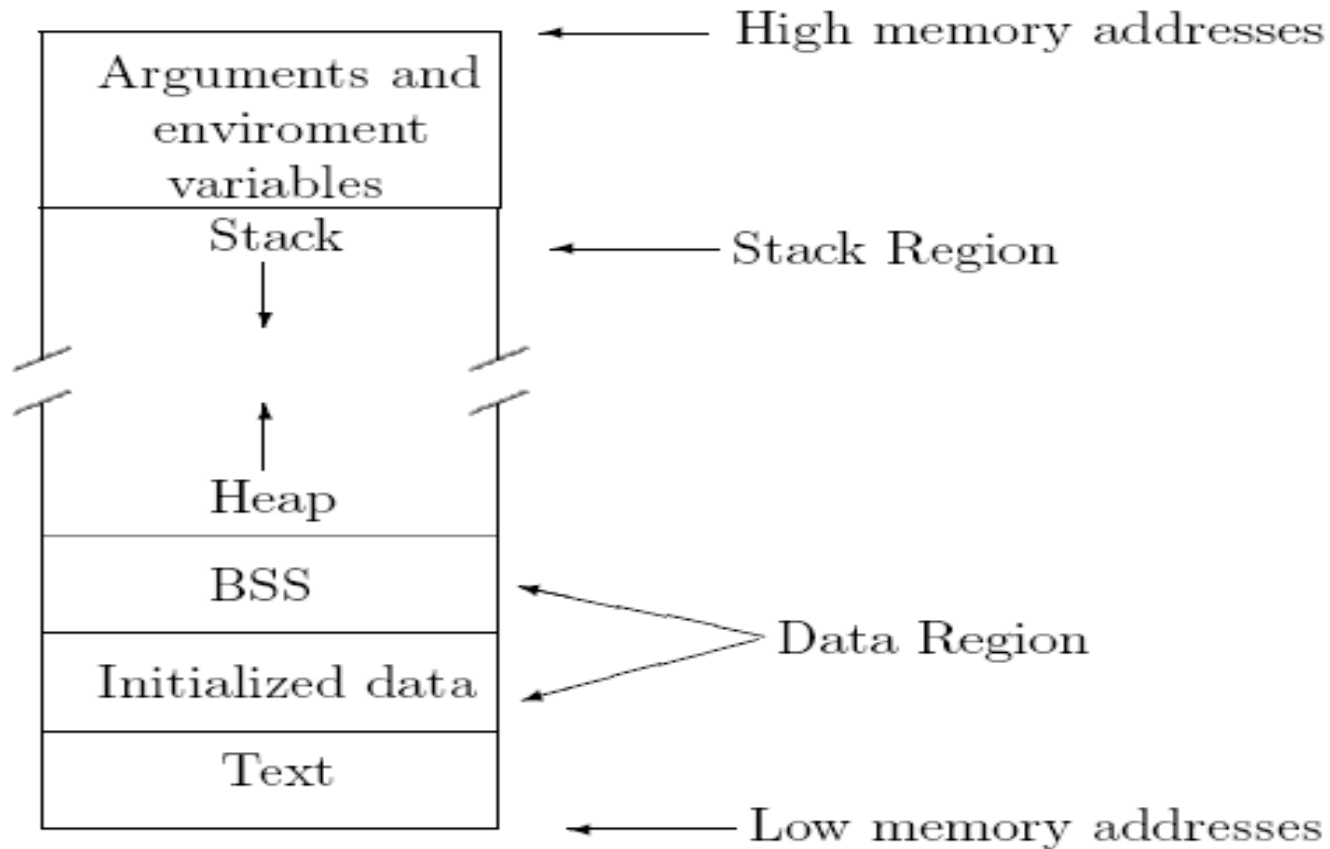 High memory addresses
Arguments and
enviroment
variables
Stack
Stack Region
Heap
BSS
Data Region
Initialized data
Text
Low memory addresses